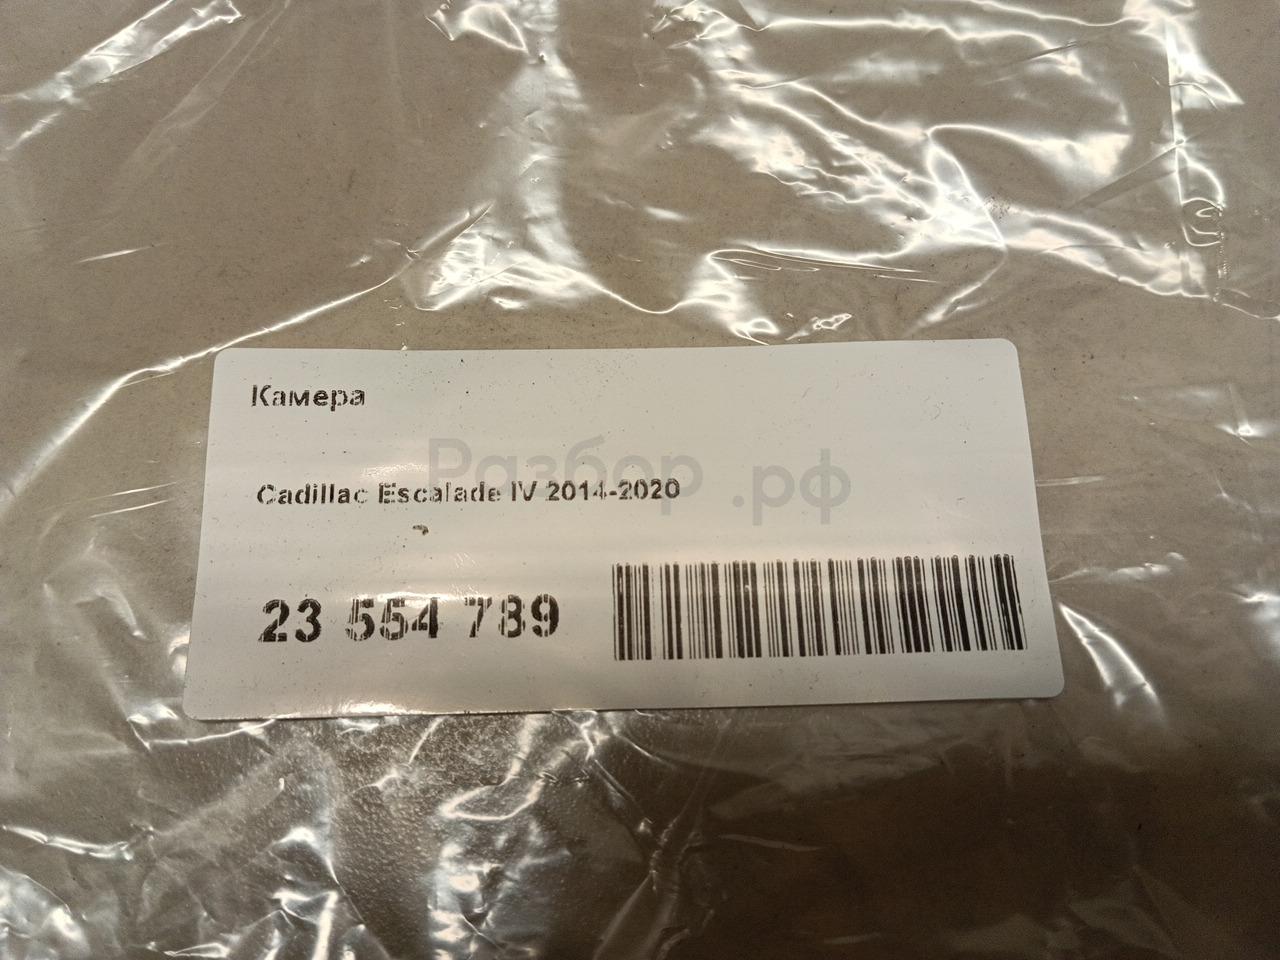 Камера
Разбор.рф
Cadillac Escalade IV 2014-2020
23 554 789